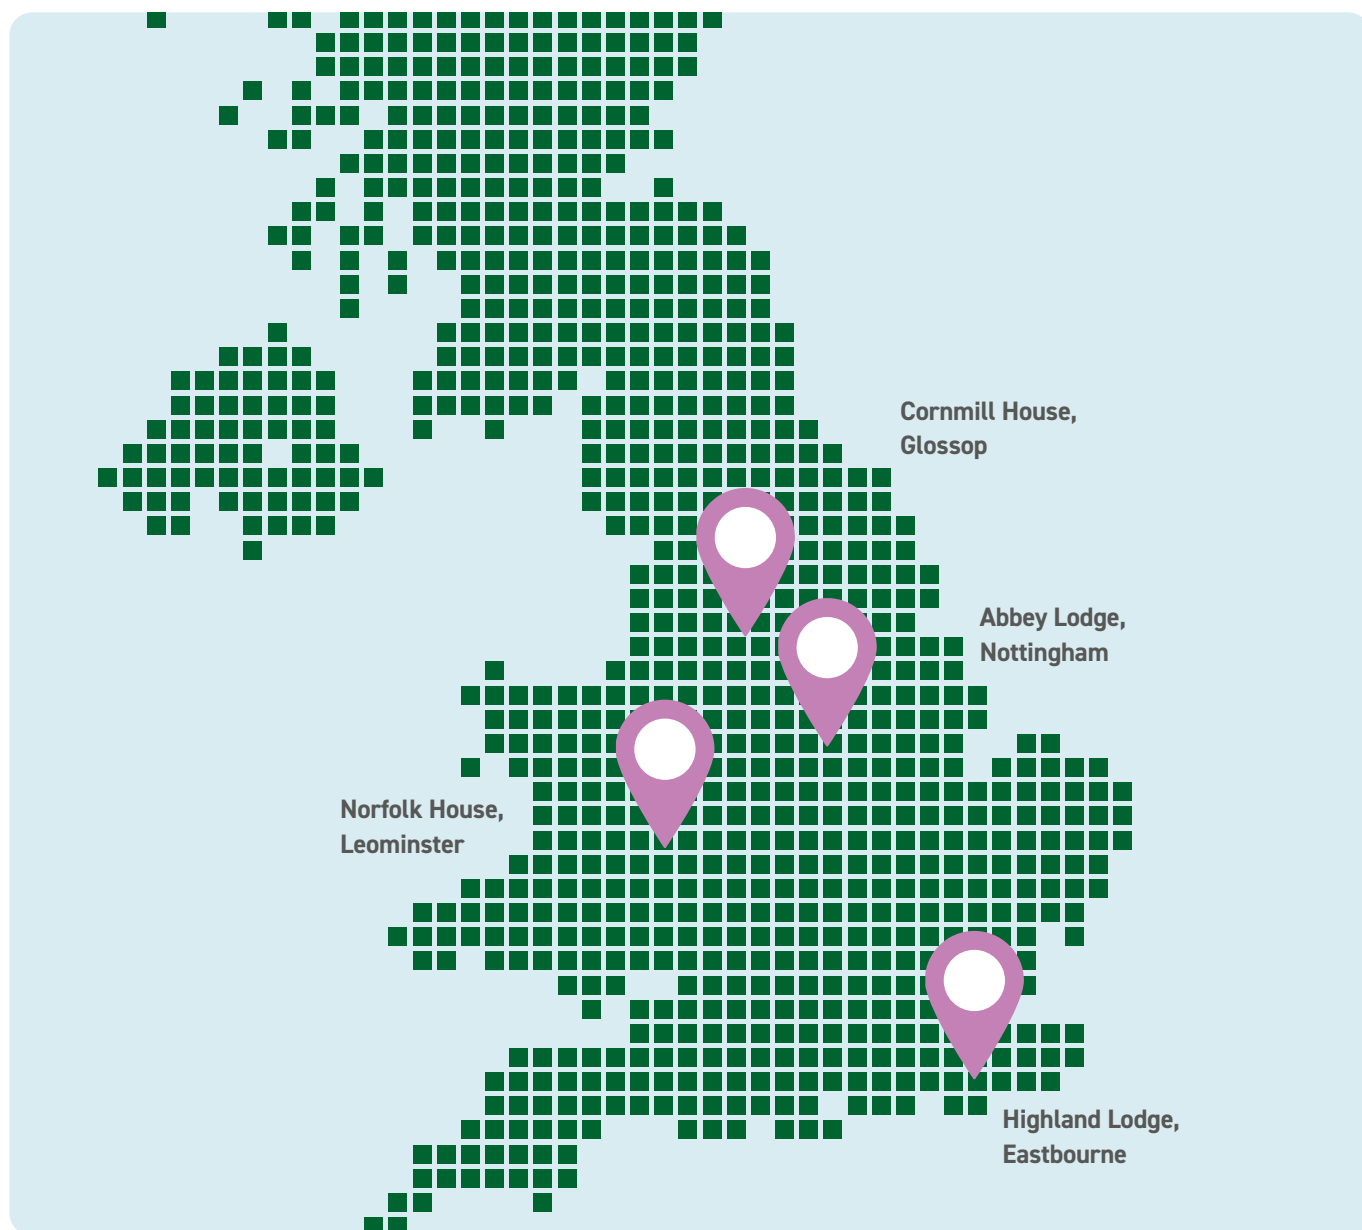 Cornmill House,
Glossop
Abbey Lodge,
Nottingham
Norfolk House,
Leominster
Highland Lodge,
Eastbourne